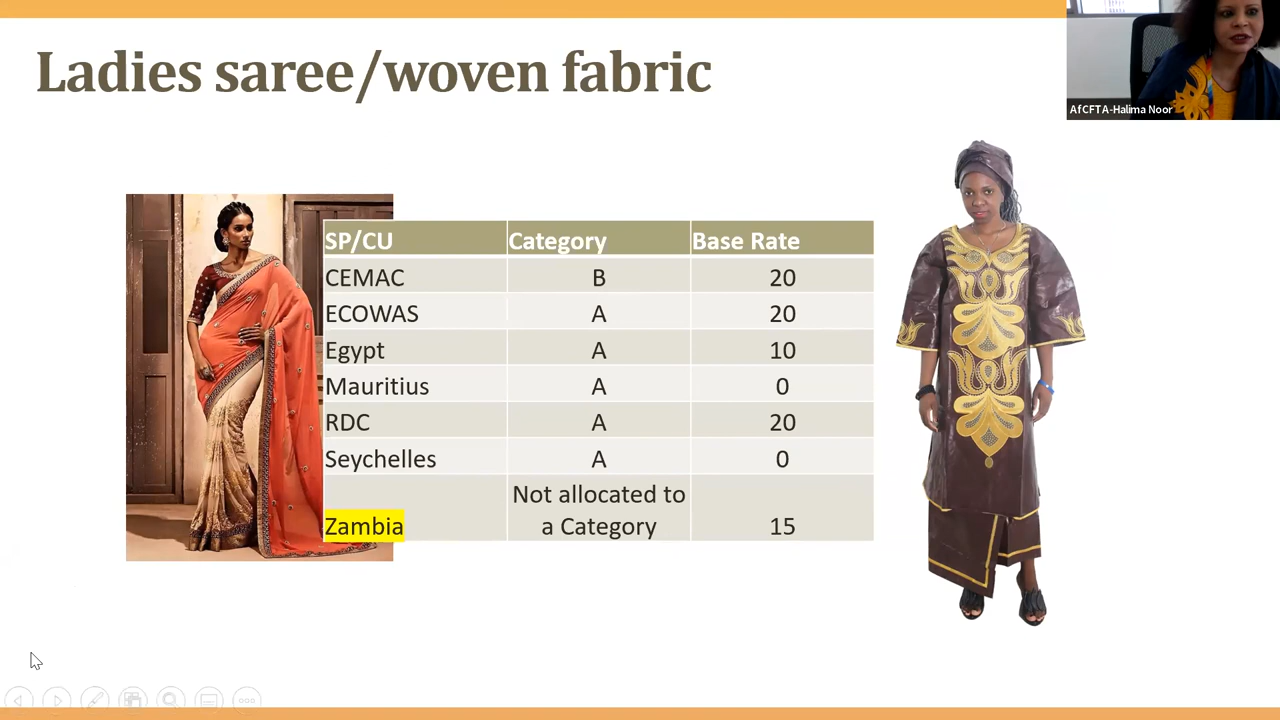 Ladies saree/woven fabric
AfCFTA-Halima Noor
SP/CU Category Base Rate
CEMAC B 20
ECOWAS A 20
Egypt A 10
Mauritius A 0
RDC A 20
Seychelles A 0
Zambia Not allocated to a Category 15